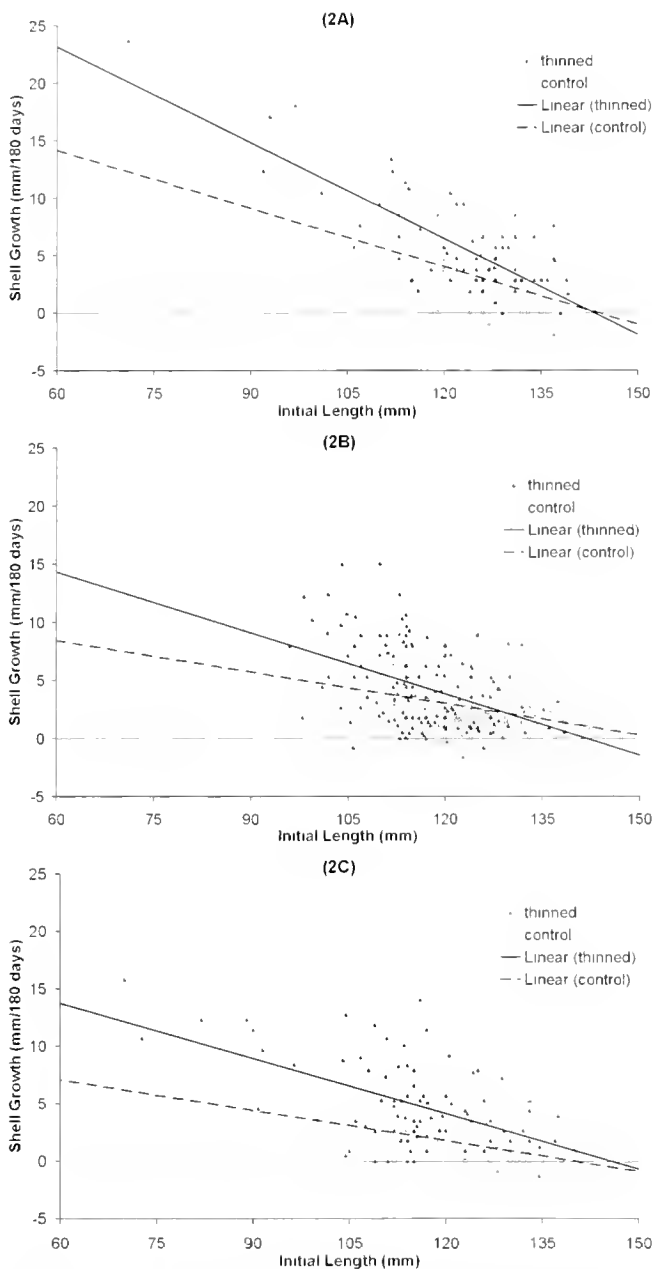 (2A)
25
20
15
10
5
0
-5
Shell Growth (mm/180 days)
thinned
control
Linear (thinned)
Linear (control)
60 75 90 105 120 135 150
Initial Length (mm)
(2B)
25
20
15
10
5
0
-5
Shell Growth (mm/180 days)
thinned
control
Linear (thinned)
Linear (control)
60 75 90 105 120 135 150
Initial Length (mm)
(2C)
25
20
15
10
5
0
-5
Shell Growth (mm/180 days)
thinned
control
Linear (thinned)
Linear (control)
60 75 90 105 120 135 150
Initial Length (mm)